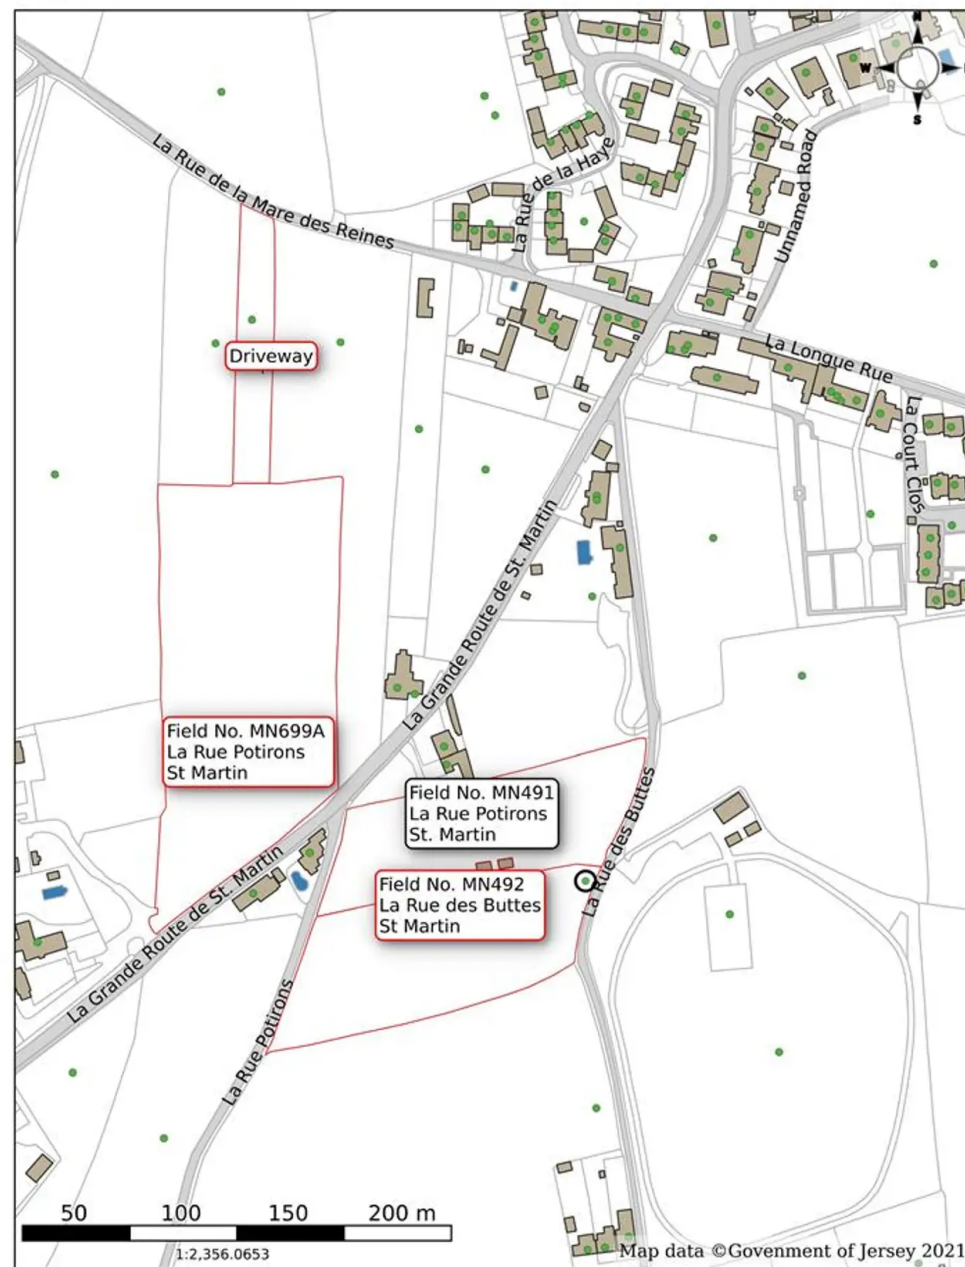 N
W
S
La Rue de la Mare des Reines
La Rue de la Haye
Unnamed Road
La Longue Rue
La Court Clos
Driveway
La Grande Route de St. Martin
Field No. MN699A
La Rue Potirons
St Martin
Field No. MN491
La Rue Potirons
St. Martin
La Rue des Buttes
Field No. MN492
La Rue des Buttes
St Martin
La Grande Route de St. Martin
La Rue Potirons
50 100 150 200 m
1:2,356.0653
Map data ©Govenment of Jersey 2021